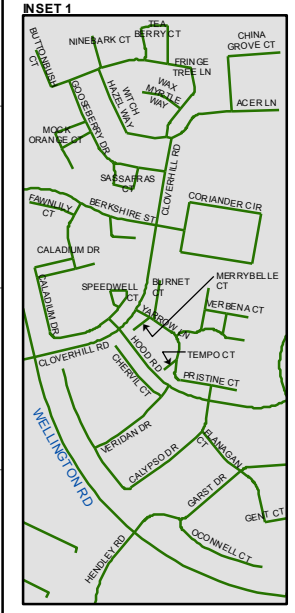 INSET 1
TEA
BERRY CT
NINEBARK CT
CHINA
GROVE CT
BUTTONBUSH
CT
FRINGE
TREE LN
WAX
MYRTLE
WAY
WITCH
HAZEL WAY
GOOSEBERRY DR
ACER LN
MOCK
ORANGE CT
CLOVERHILL RD
SASSAFRAS
CT
FAWNLILY
CT
BERKSHIRE ST
CORIANDER CIR
CALADIUM DR
SPEEDWELL
CT
BURNET
CT
MERRYBELLE
CT
CALADIUM DR
YARROW LN
VERBENA CT
HOOD RD
TEMPO CT
CLOVERHILL RD
CHERVIL CT
PRISTINE CT
WELLINGTON RD
VERIDAN DR
CALYPSO DR
FLANAGAN
CT
GARST DR
GENT CT
OCONNELL CT
HENDLEY RD